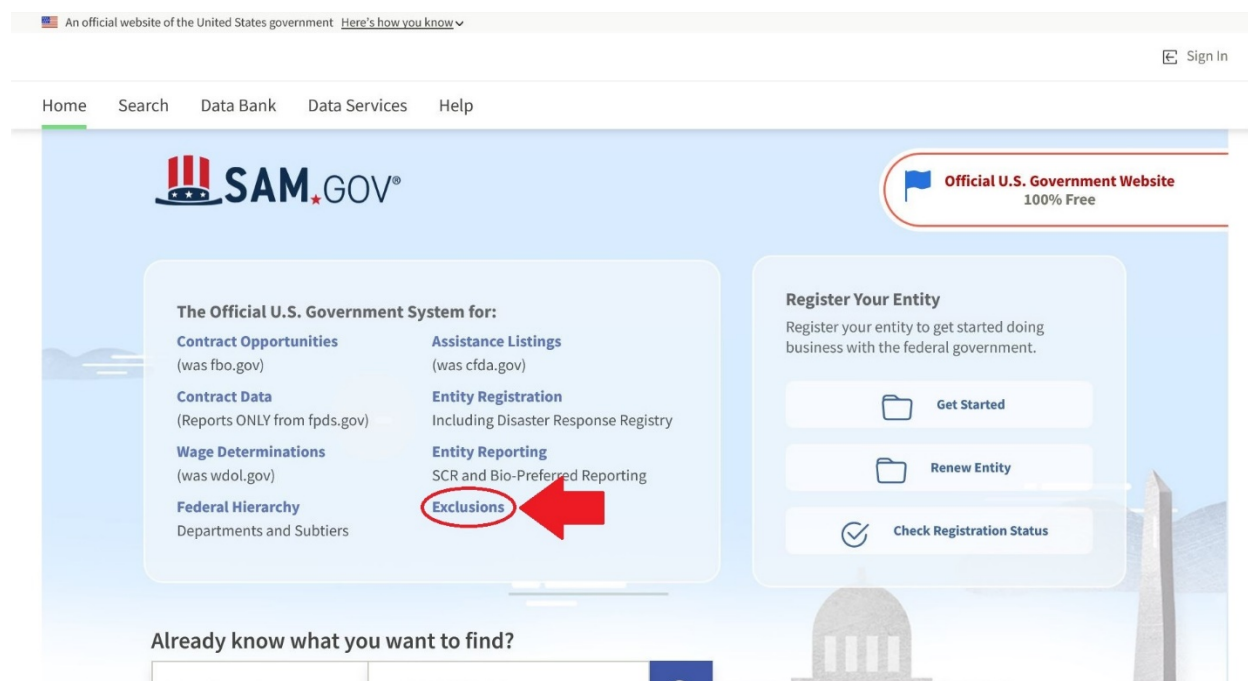 An official website of the United States government Here's how you know
Sign In
Home Search Data Bank Data Services Help
SAM.GOV®
Official U.S. Government Website
100% Free
The Official U.S. Government System for:
Contract Opportunities
(was fbo.gov)
Contract Data
(Reports ONLY from fpds.gov)
Wage Determinations
(was wdol.gov)
Federal Hierarchy
Departments and Subtiers
Assistance Listings
(was cfda.gov)
Entity Registration
Including Disaster Response Registry
Entity Reporting
SCR and Bio-Preferred Reporting
Exclusions
Register Your Entity
Register your entity to get started doing
business with the federal government.
Get Started
Renew Entity
Check Registration Status
Already know what you want to find?